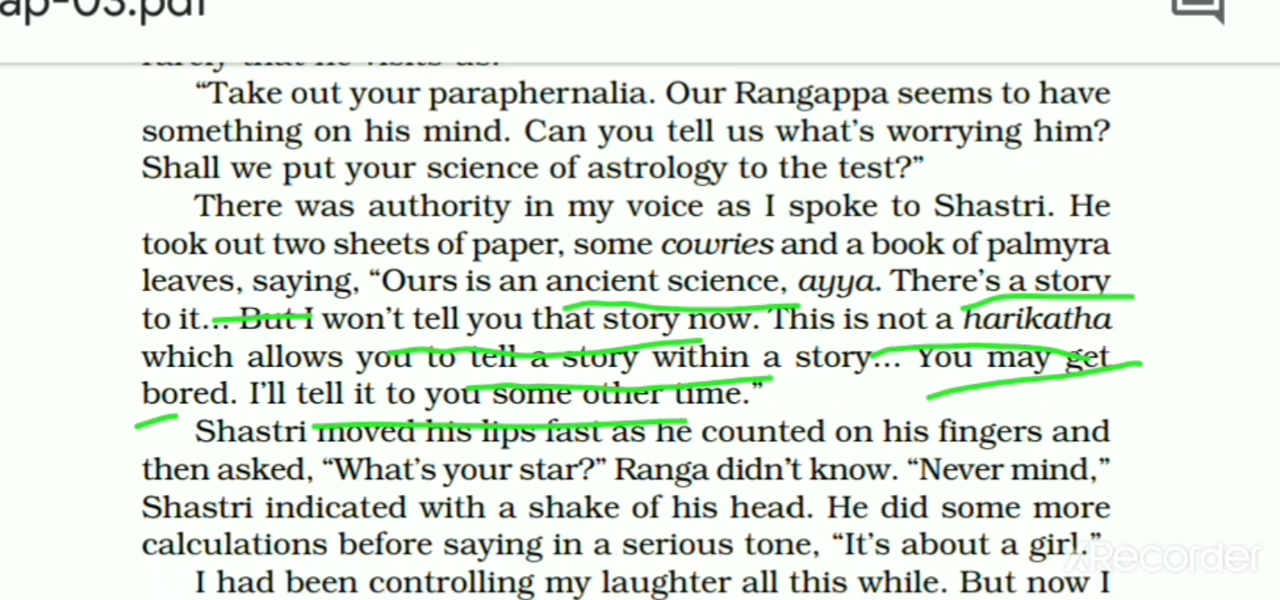 ap-03.pdf
rarely that he visits us.
“Take out your paraphernalia. Our Rangappa seems to have
something on his mind. Can you tell us what’s worrying him?
Shall we put your science of astrology to the test?”
There was authority in my voice as I spoke to Shastri. He
took out two sheets of paper, some cowries and a book of palmyra
leaves, saying, “Ours is an ancient science, ayya. There’s a story
to it... But I won’t tell you that story now. This is not a harikatha
which allows you to tell a story within a story... You may get
bored. I’ll tell it to you some other time.”
Shastri moved his lips fast as he counted on his fingers and
then asked, “What’s your star?” Ranga didn’t know. “Never mind,”
Shastri indicated with a shake of his head. He did some more
calculations before saying in a serious tone, “It’s about a girl.”
XRecorder
I had been controlling my laughter all this while. But now I